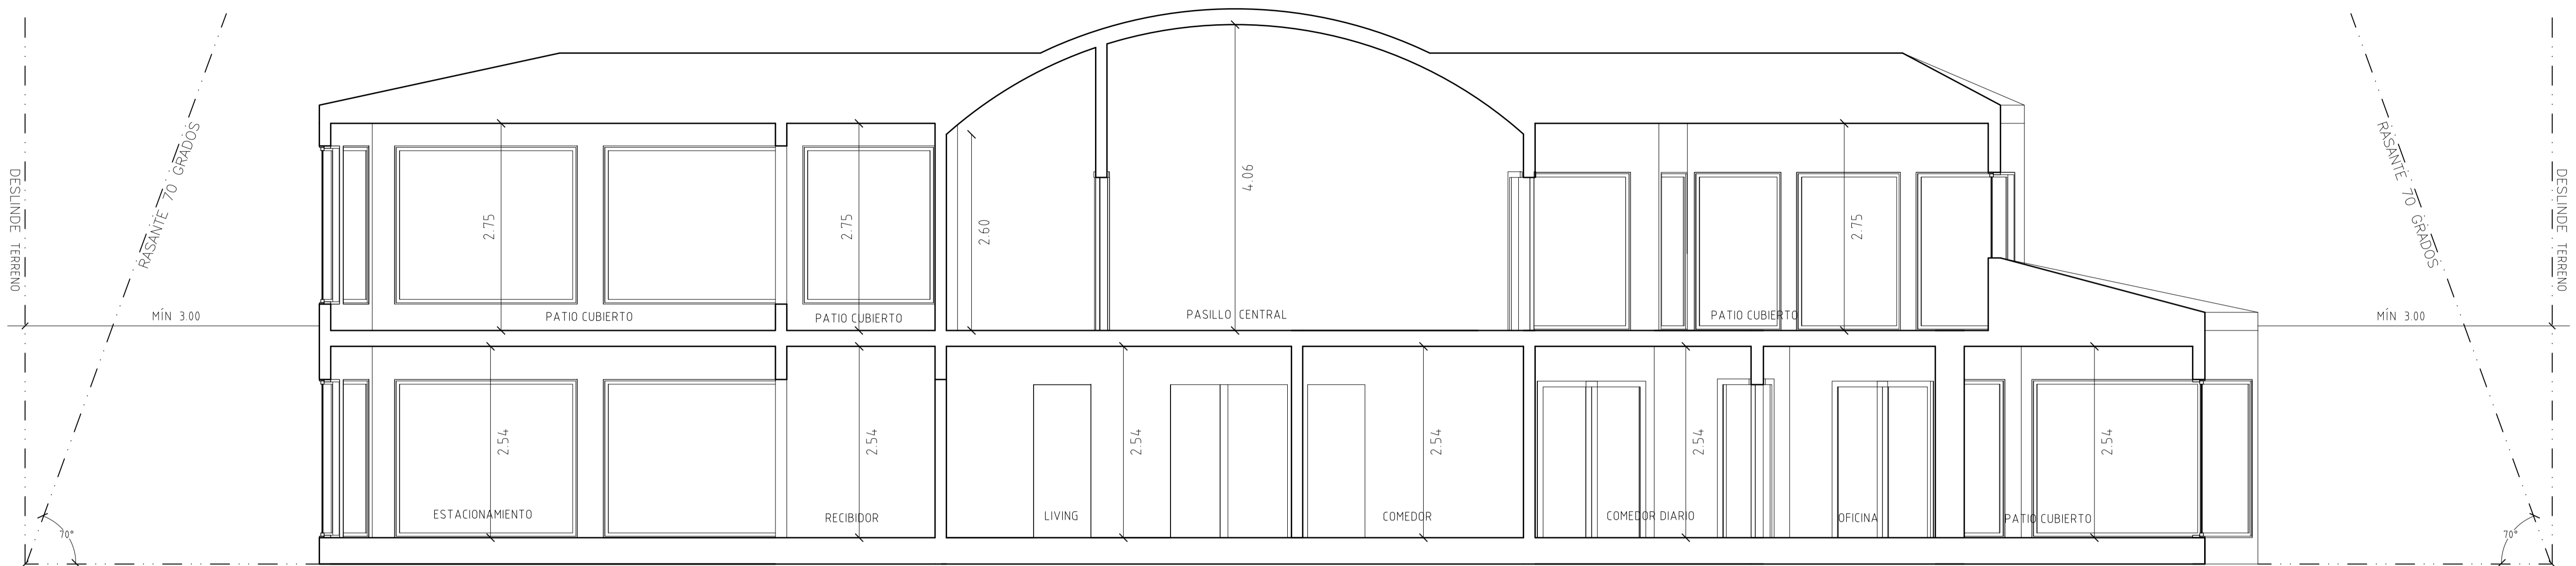 DESLINDE TERRENO
RASANTE 70 GRADOS
MÍN 3.00
70°
2.75
PATIO CUBIERTO
2.75
PATIO CUBIERTO
2.60
4.06
PASILLO CENTRAL
2.75
PATIO CUBIERTO
2.54
ESTACIONAMIENTO
2.54
RECIBIDOR
2.54
LIVING
2.54
COMEDOR
2.54
COMEDOR DIARIO
OFICINA
2.54
PATIO CUBIERTO
RASANTE 70 GRADOS
DESLINDE TERRENO
MÍN 3.00
70°